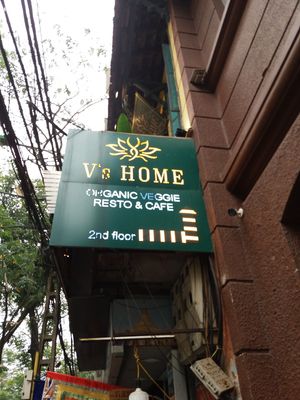 V's HOME
ORGANIC VEGGIE
RESTO & CAFE
2nd floor